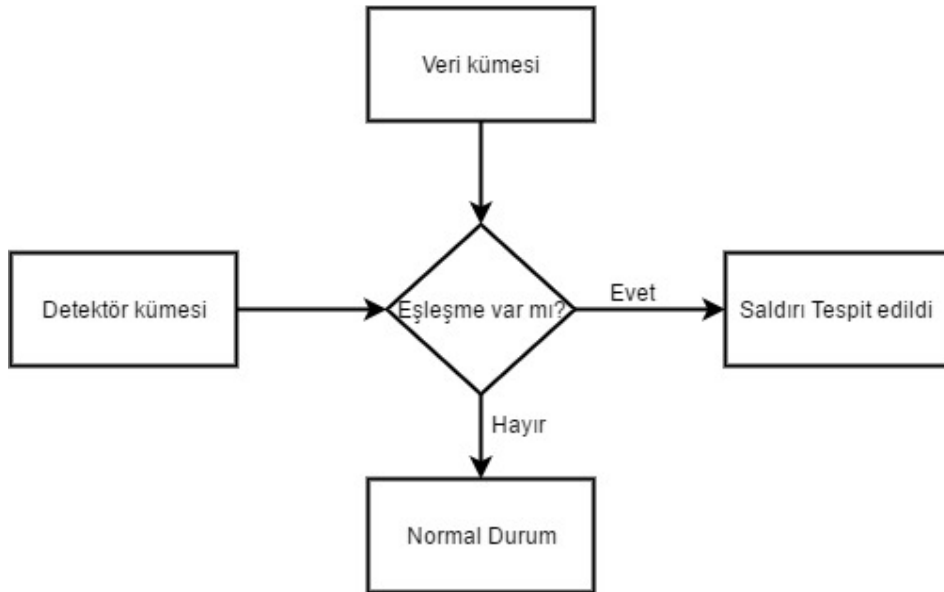 Veri kümesi
Detektör kümesi
Eşleşme var mı?
Evet
Saldırı Tespit edildi
Hayır
Normal Durum